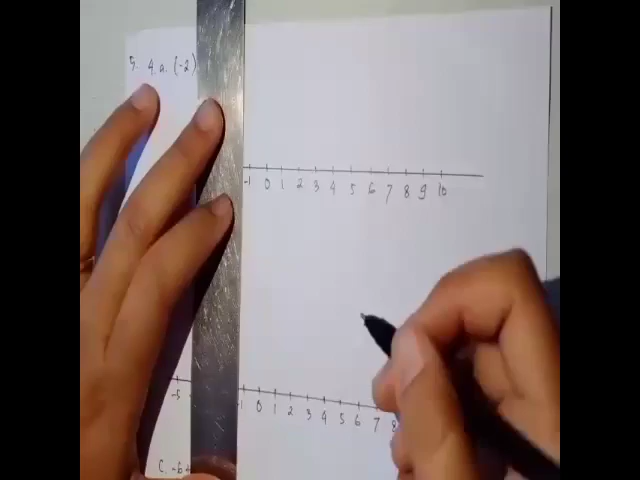 5. 4. a. (-2)
-1 0 1 2 3 4 5 6 7 8 9 10
-5 1 0 1 2 3 4 5 6 7 8
C. -6+